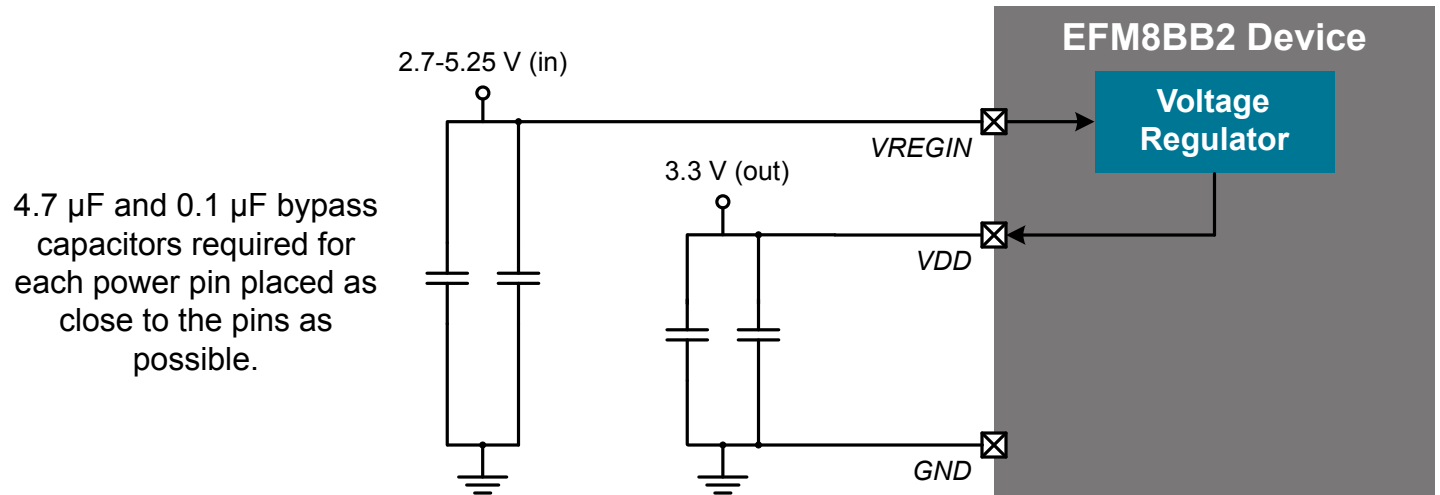 EFM8BB2 Device
2.7-5.25 V (in)
Voltage
Regulator
VREGIN
3.3 V (out)
4.7 µF and 0.1 µF bypass
capacitors required for
each power pin placed as
close to the pins as
possible.
VDD
GND